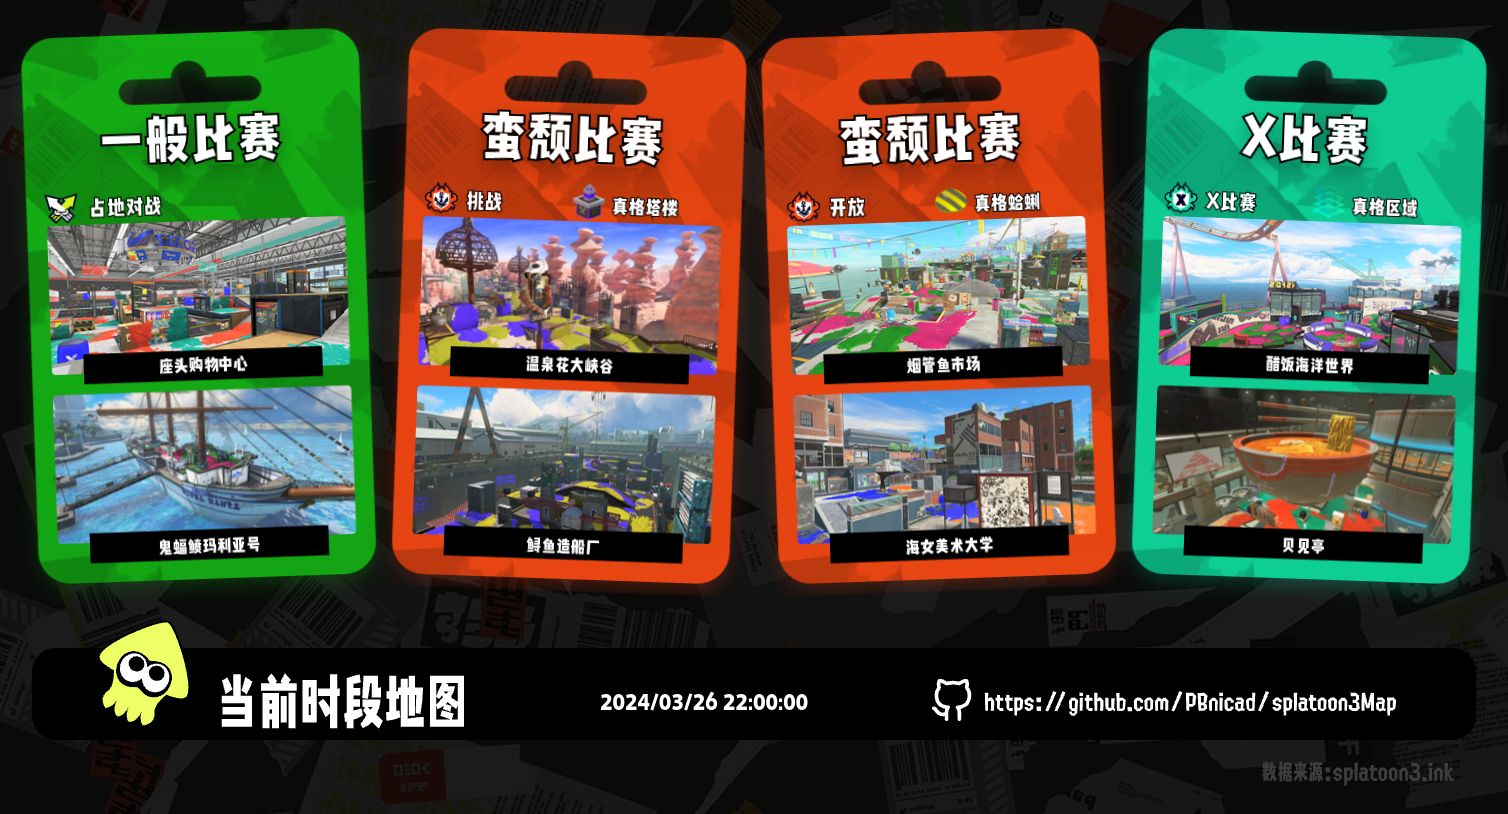 一般比赛
占地对战
座头购物中心
鬼蝠鲼玛利亚号
蛮颓比赛
挑战
真格塔楼
温泉花大峡谷
鲟鱼造船厂
蛮颓比赛
开放
真格蛤蜊
烟管鱼市场
海女美术大学
X比赛
X比赛
真格区域
醋饭海洋世界
贝见亭
当前时段地图
2024/03/26 22:00:00
https://github.com/PBnicad/splatoon3Map
数据来源:splatoon3.ink